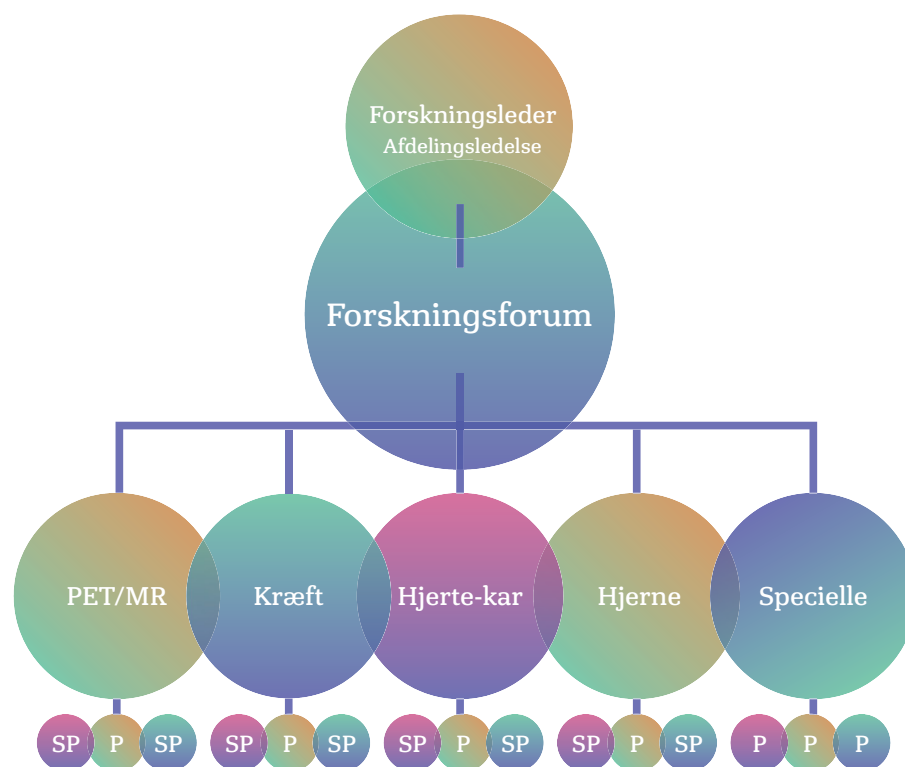 Forskningsleder
Afdelingsledelse
Forskningsforum
PET/MR Kræft Hjerte-kar Hjerne Specielle
SP P SP SP P SP SP P SP SP P SP P P P